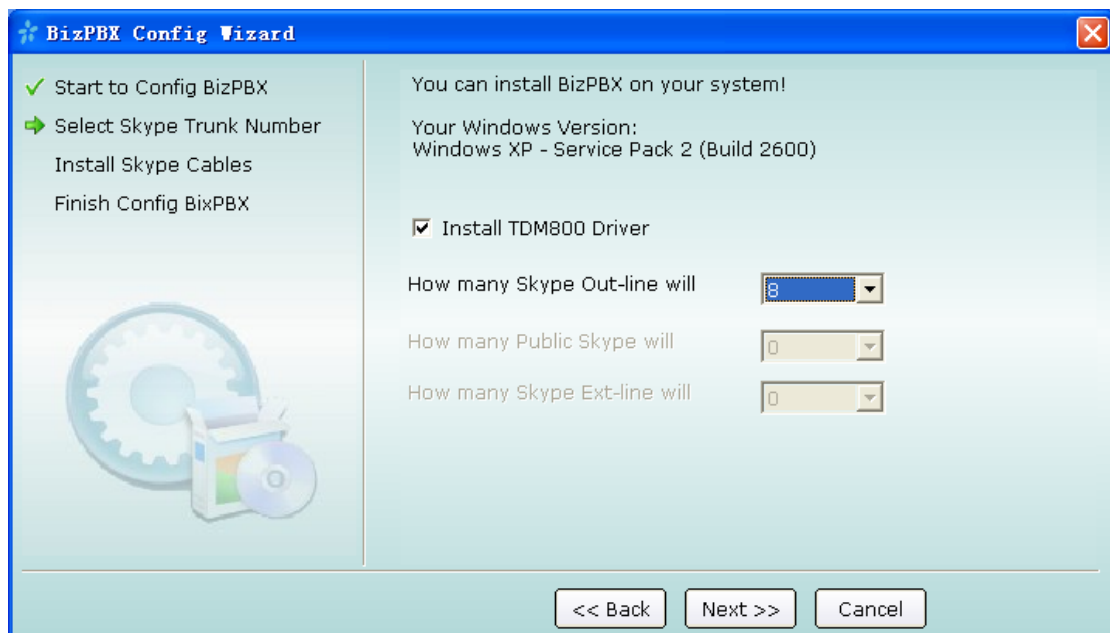 BizPBX Config Wizard
Start to Config BizPBX
Select Skype Trunk Number
Install Skype Cables
Finish Config BixPBX
You can install BizPBX on your system!
Your Windows Version:
Windows XP - Service Pack 2 (Build 2600)
Install TDM800 Driver
How many Skype Out-line will
8
How many Public Skype will
0
How many Skype Ext-line will
0
<< Back
Next >>
Cancel